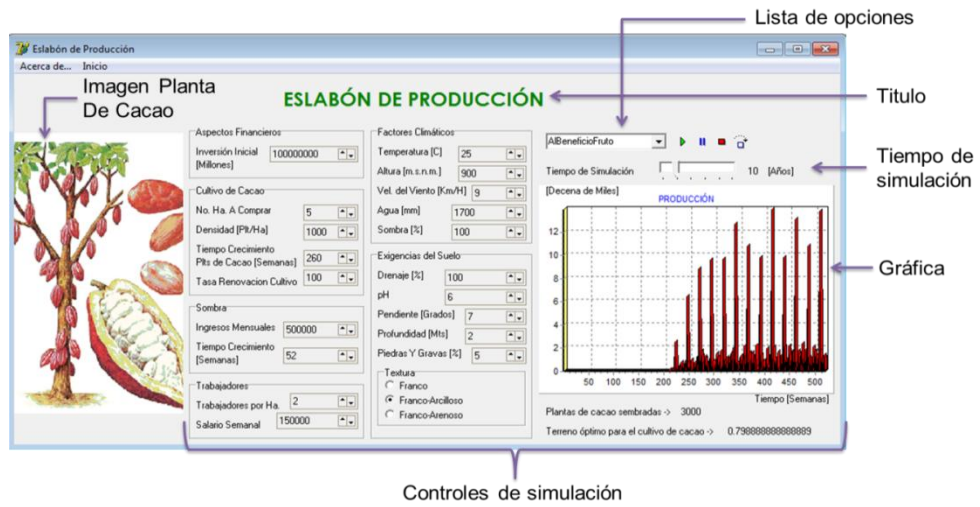 Lista de opciones
Eslabón de Producción
Acerca de... Inicio
Imagen Planta
De Cacao
ESLABÓN DE PRODUCCIÓN
Titulo
Aspectos Financieros
Inversión Inicial 100000000
[Millones]
Cultivo de Cacao
No. Ha. A Comprar 5
Densidad [Plt/Ha] 1000
Tiempo Crecimiento
Plts de Cacao [Semanas] 260
Tasa Renovacion Cultivo 100
Sombra
Ingresos Mensuales 500000
Tiempo Crecimiento
[Semanas] 52
Trabajadores
Trabajadores por Ha. 2
Salario Semanal 150000
Factores Climáticos
Temperatura [C] 25
Altura [m.s.n.m.] 900
Vel. del Viento [Km/H] 9
Agua [mm] 1700
Sombra [%] 100
Exigencias del Suelo
Drenaje [%] 100
pH 6
Pendiente [Grados] 7
Profundidad [Mts] 2
Piedras Y Gravas [%] 5
Textura
Franco
Franco-Arcilloso
Franco-Arenoso
AlBeneficioFruto
Tiempo de Simulación 10 [Años]
Tiempo de
simulación
[Decena de Miles]
PRODUCCIÓN
12
10
8
6
4
2
0
50 100 150 200 250 300 350 400 450 500
Tiempo [Semanas]
Gráfica
Plantas de cacao sembradas -> 3000
Terreno óptimo para el cultivo de cacao -> 0.798888888888889
Controles de simulación